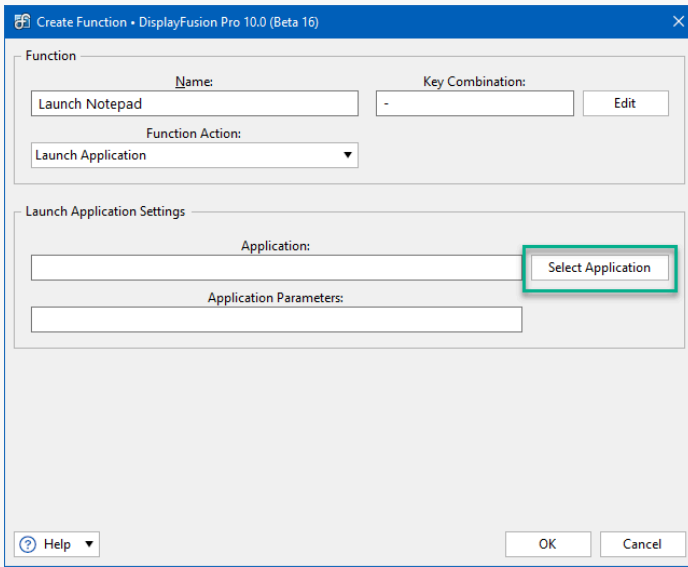 Create Function • DisplayFusion Pro 10.0 (Beta 16)
Function
Name: Key Combination:
Launch Notepad - Edit
Function Action:
Launch Application
Launch Application Settings
Application:
Select Application
Application Parameters:
Help OK Cancel